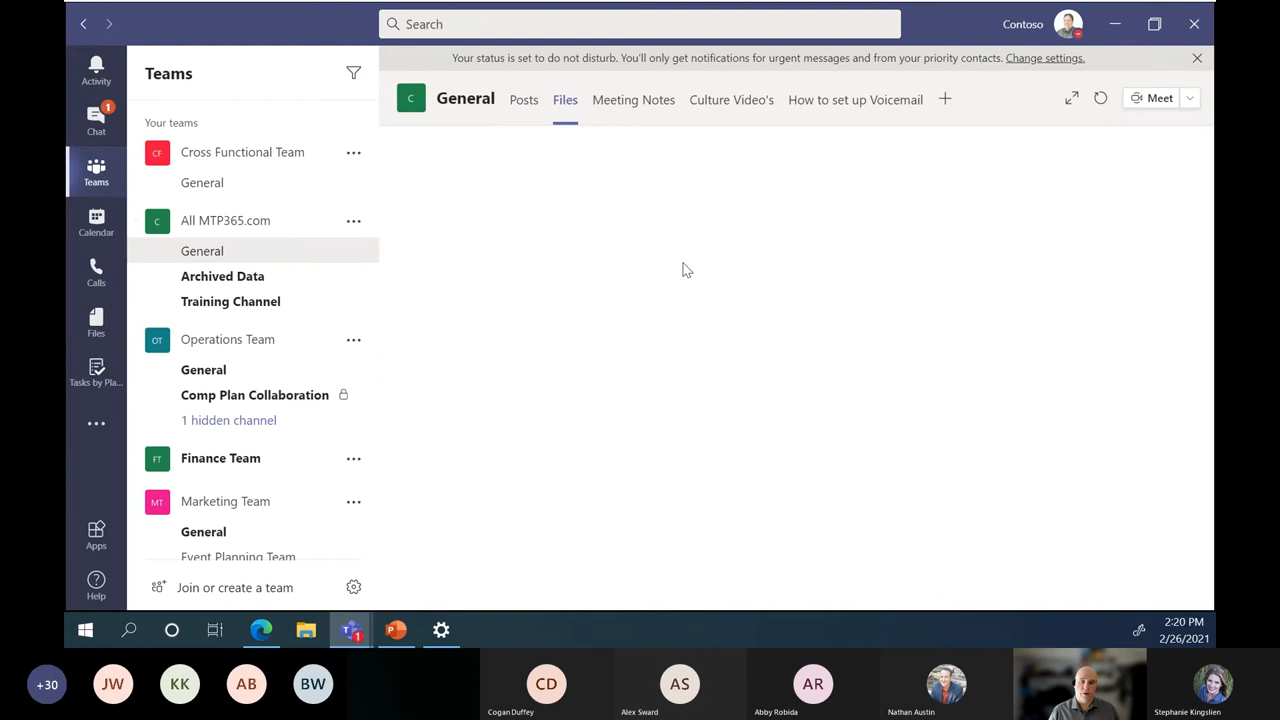 Search
Contoso
Your status is set to do not disturb. You'll only get notifications for urgent messages and from your priority contacts. Change settings.
Activity
Chat
1
Teams
Calendar
Calls
Files
Tasks by Pla...
Apps
Help
Teams
Your teams
CF Cross Functional Team
General
C All MTP365.com
General
Archived Data
Training Channel
OT Operations Team
General
Comp Plan Collaboration
1 hidden channel
FT Finance Team
MT Marketing Team
General
Event Planning Team
Join or create a team
C General Posts Files Meeting Notes Culture Video's How to set up Voicemail
Meet
1
2:20 PM
2/26/2021
+30 JW KK AB BW CD AS AR
Cogan Duffey Alex Sward Abby Robida Nathan Austin Stephanie Kingslien